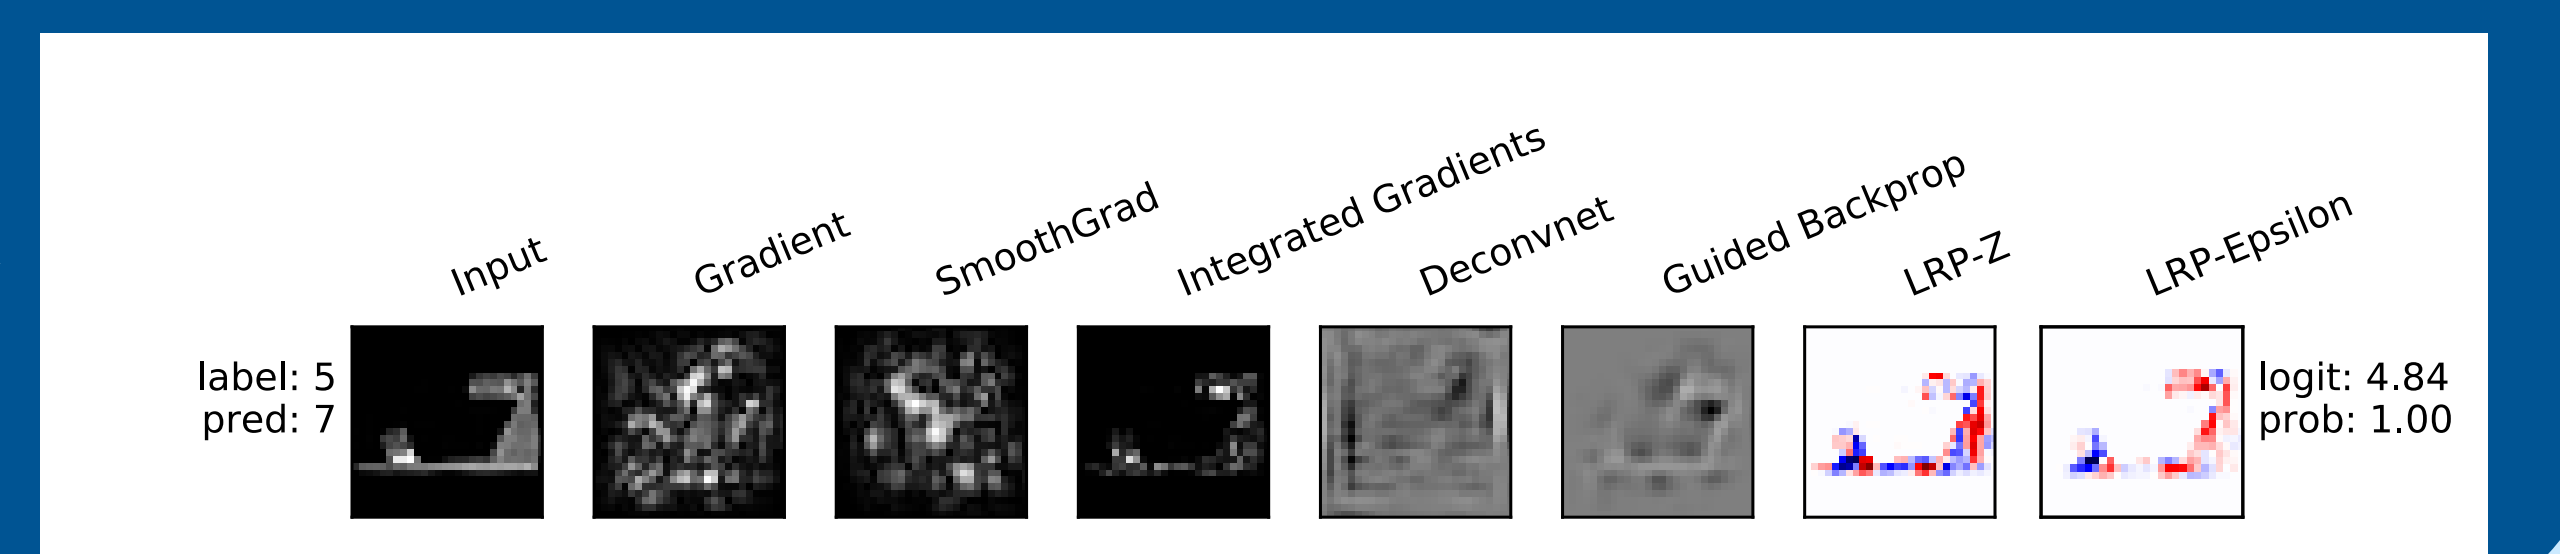 Input
Gradient
SmoothGrad
Integrated Gradients
Deconvnet
Guided Backprop
LRP-Z
LRP-Epsilon
label: 5
pred: 7
logit: 4.84
prob: 1.00